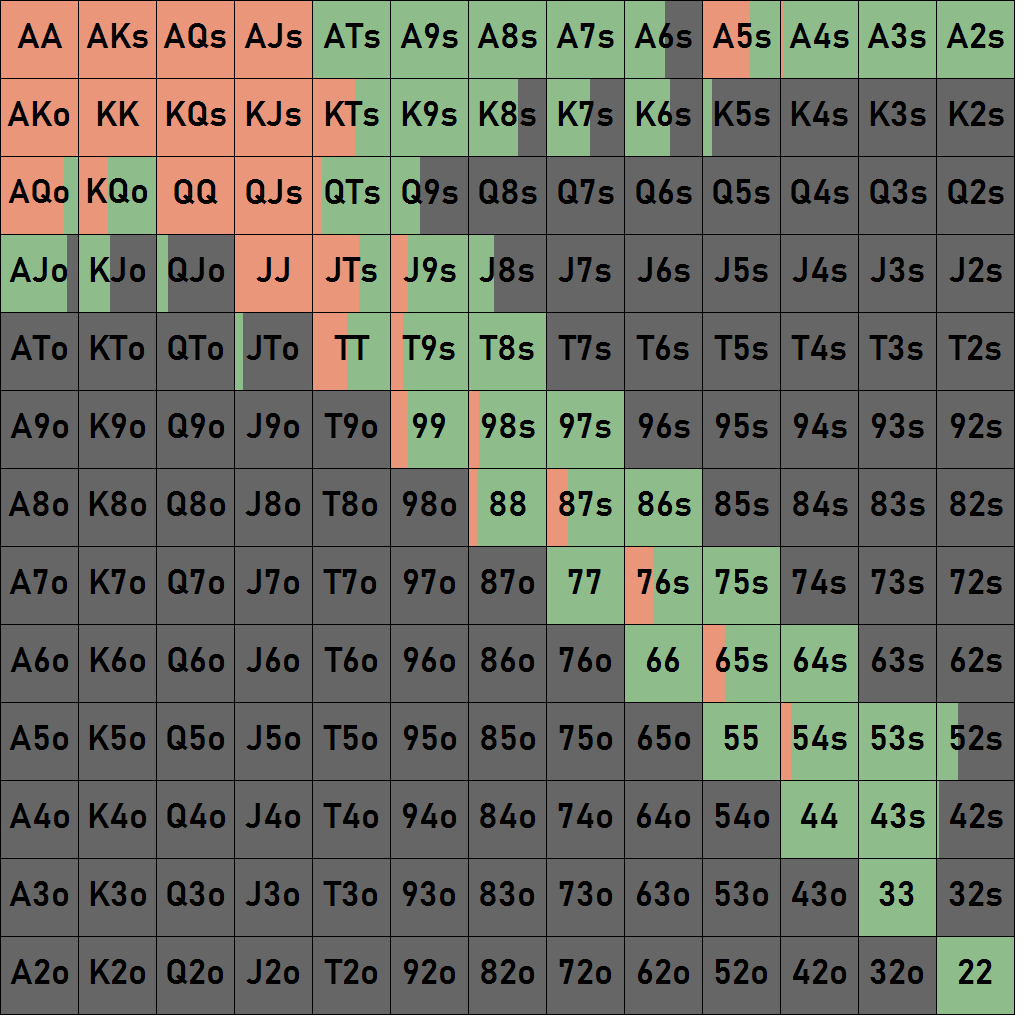 AA AKs AQs AJs ATs A9s A8s A7s A6s A5s A4s A3s A2s
AKo KK KQs KJs KTs K9s K8s K7s K6s K5s K4s K3s K2s
AQo KQo QQ QJs QTs Q9s Q8s Q7s Q6s Q5s Q4s Q3s Q2s
AJo KJo QJo JJ JTs J9s J8s J7s J6s J5s J4s J3s J2s
ATo KTo QTo JTo TT T9s T8s T7s T6s T5s T4s T3s T2s
A9o K9o Q9o J9o T9o 99 98s 97s 96s 95s 94s 93s 92s
A8o K8o Q8o J8o T8o 98o 88 87s 86s 85s 84s 83s 82s
A7o K7o Q7o J7o T7o 97o 87o 77 76s 75s 74s 73s 72s
A6o K6o Q6o J6o T6o 96o 86o 76o 66 65s 64s 63s 62s
A5o K5o Q5o J5o T5o 95o 85o 75o 65o 55 54s 53s 52s
A4o K4o Q4o J4o T4o 94o 84o 74o 64o 54o 44 43s 42s
A3o K3o Q3o J3o T3o 93o 83o 73o 63o 53o 43o 33 32s
A2o K2o Q2o J2o T2o 92o 82o 72o 62o 52o 42o 32o 22